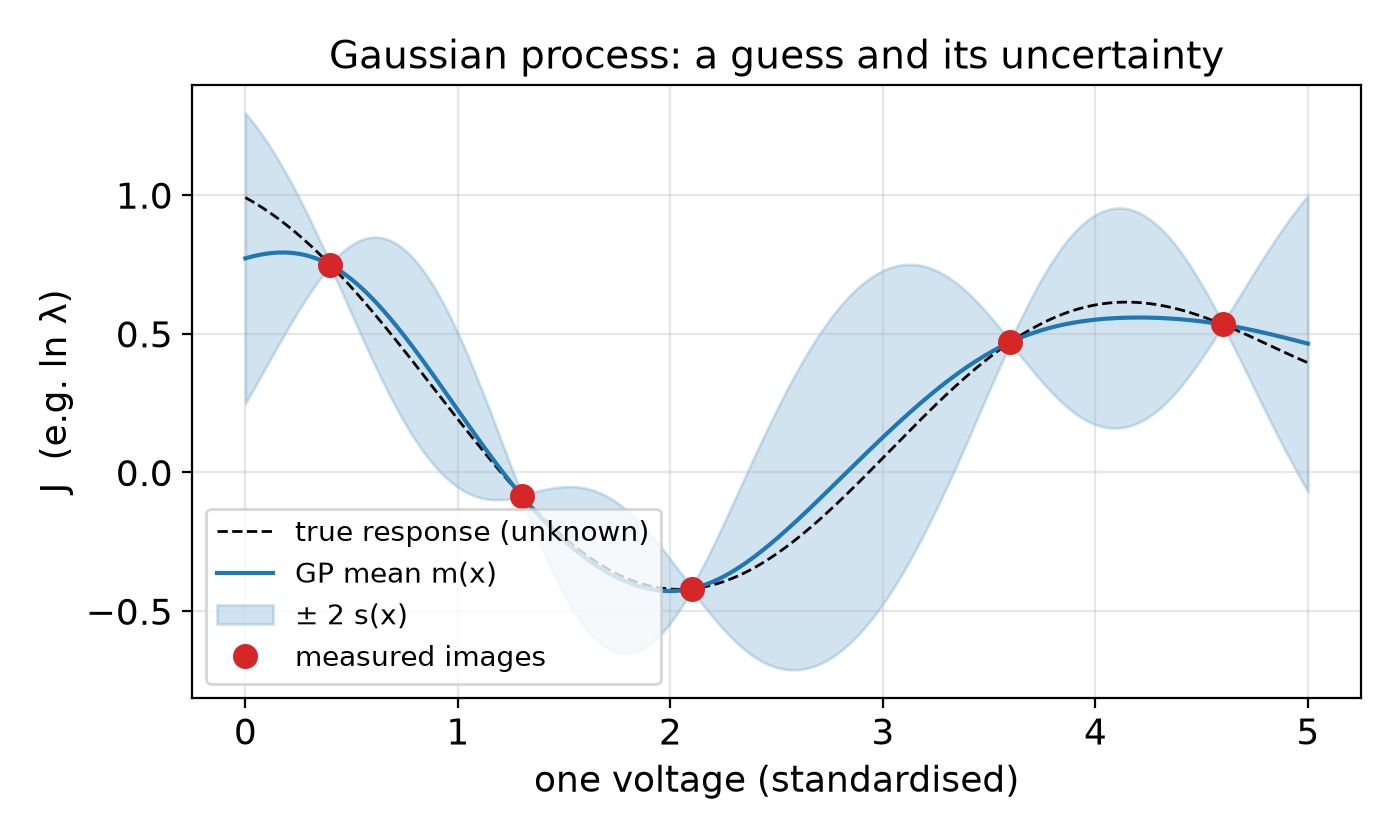 Gaussian process: a guess and its uncertainty
J (e.g. ln λ)
1.0
0.5
0.0
−0.5
true response (unknown)
GP mean m(x)
± 2 s(x)
measured images
0 1 2 3 4 5
one voltage (standardised)